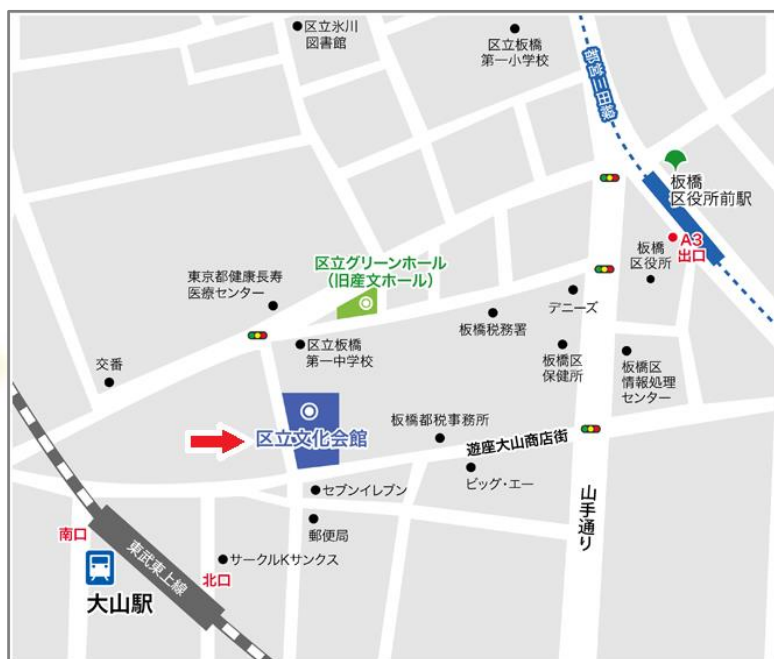 区立氷川
図書館
区立板橋
第一小学校
都営三田線
板橋
区役所前駅
A3
出口
板橋
区役所
区立グリーンホール
(旧産文ホール)
東京都健康長寿
医療センター
デニーズ
板橋税務署
区立板橋
第一中学校
板橋区
保健所
板橋区
情報処理
センター
交番
区立文化会館
板橋都税事務所
遊座大山商店街
ビッグ・エー
セブンイレブン
山手通り
郵便局
南口
東武東上線
サークルKサンクス
北口
大山駅